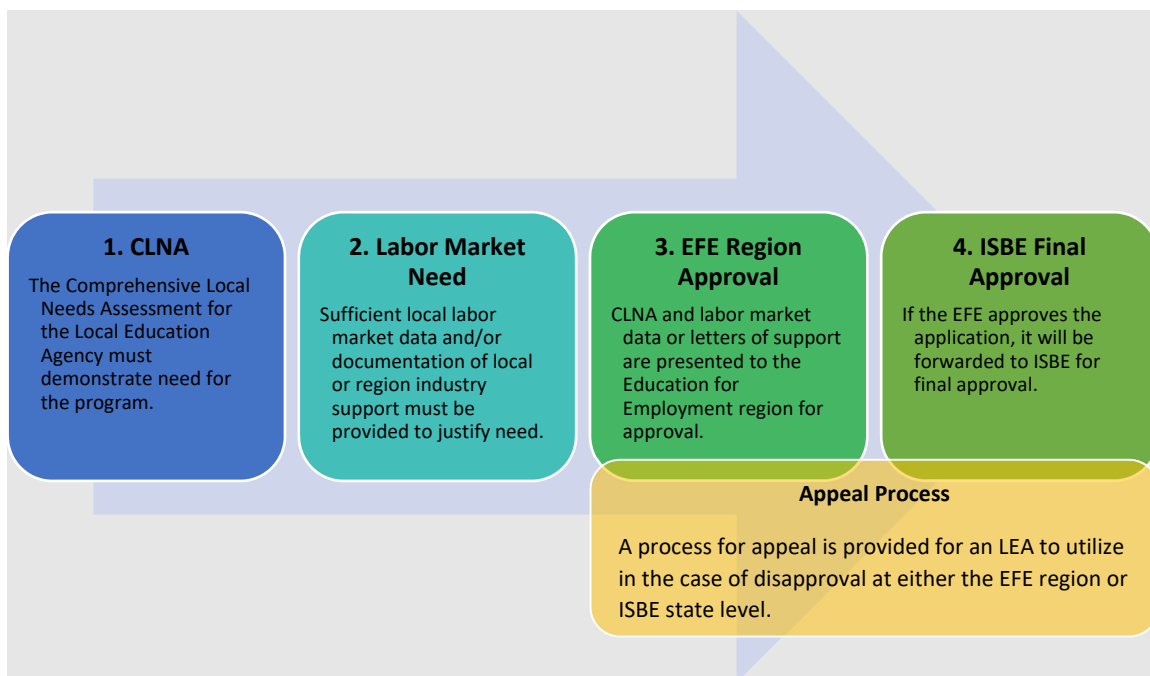 1. CLNA
The Comprehensive Local
Needs Assessment for
the Local Education
Agency must
demonstrate need for
the program.
2. Labor Market
Need
Sufficient local labor
market data and/or
documentation of local
or region industry
support must be
provided to justify need.
3. EFE Region
Approval
CLNA and labor market
data or letters of support
are presented to the
Education for
Employment region for
approval.
4. ISBE Final
Approval
If the EFE approves the
application, it will be
forwarded to ISBE for
final approval.
Appeal Process
A process for appeal is provided for an LEA to utilize
in the case of disapproval at either the EFE region or
ISBE state level.